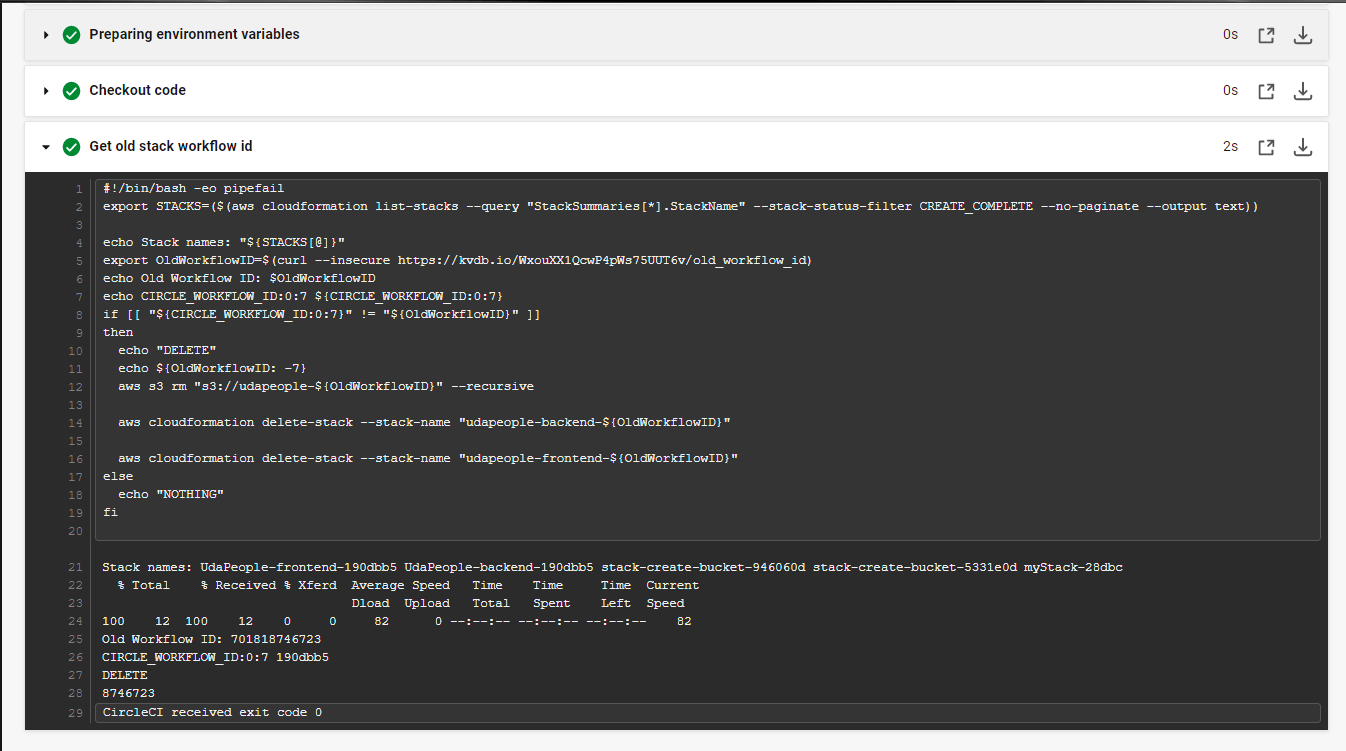 Preparing environment variables 0s
Checkout code 0s
Get old stack workflow id 2s
1 #!/bin/bash -eo pipefail
2 export STACKS=($(aws cloudformation list-stacks --query "StackSummaries[*].StackName" --stack-status-filter CREATE_COMPLETE --no-paginate --output text))
3
4 echo Stack names: "${STACKS[@]}"
5 export OldWorkflowID=$(curl --insecure https://kvdb.io/WxouXX1QcwP4pWs75UUT6v/old_workflow_id)
6 echo Old Workflow ID: $OldWorkflowID
7 echo CIRCLE_WORKFLOW_ID:0:7 ${CIRCLE_WORKFLOW_ID:0:7}
8 if [[ "${CIRCLE_WORKFLOW_ID:0:7}" != "${OldWorkflowID}" ]]
9 then
10   echo "DELETE"
11   echo ${OldWorkflowID: -7}
12   aws s3 rm "s3://udapeople-${OldWorkflowID}" --recursive
13
14   aws cloudformation delete-stack --stack-name "udapeople-backend-${OldWorkflowID}"
15
16   aws cloudformation delete-stack --stack-name "udapeople-frontend-${OldWorkflowID}"
17 else
18   echo "NOTHING"
19 fi
20
21 Stack names: UdaPeople-frontend-190dbb5 UdaPeople-backend-190dbb5 stack-create-bucket-946060d stack-create-bucket-5331e0d myStack-28dbc
22   % Total    % Received % Xferd  Average Speed   Time    Time     Time  Current
23                                  Dload  Upload   Total   Spent    Left  Speed
24 100    12  100    12    0     0     82      0 --:--:-- --:--:-- --:--:--    82
25 Old Workflow ID: 701818746723
26 CIRCLE_WORKFLOW_ID:0:7 190dbb5
27 DELETE
28 8746723
29 CircleCI received exit code 0